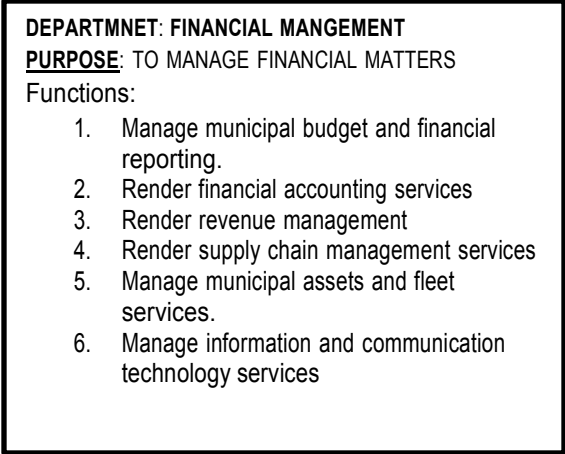 DEPARTMNET: FINANCIAL MANGEMENT
PURPOSE: TO MANAGE FINANCIAL MATTERS
Functions:
1. Manage municipal budget and financial
reporting.
2. Render financial accounting services
3. Render revenue management
4. Render supply chain management services
5. Manage municipal assets and fleet
services.
6. Manage information and communication
technology services